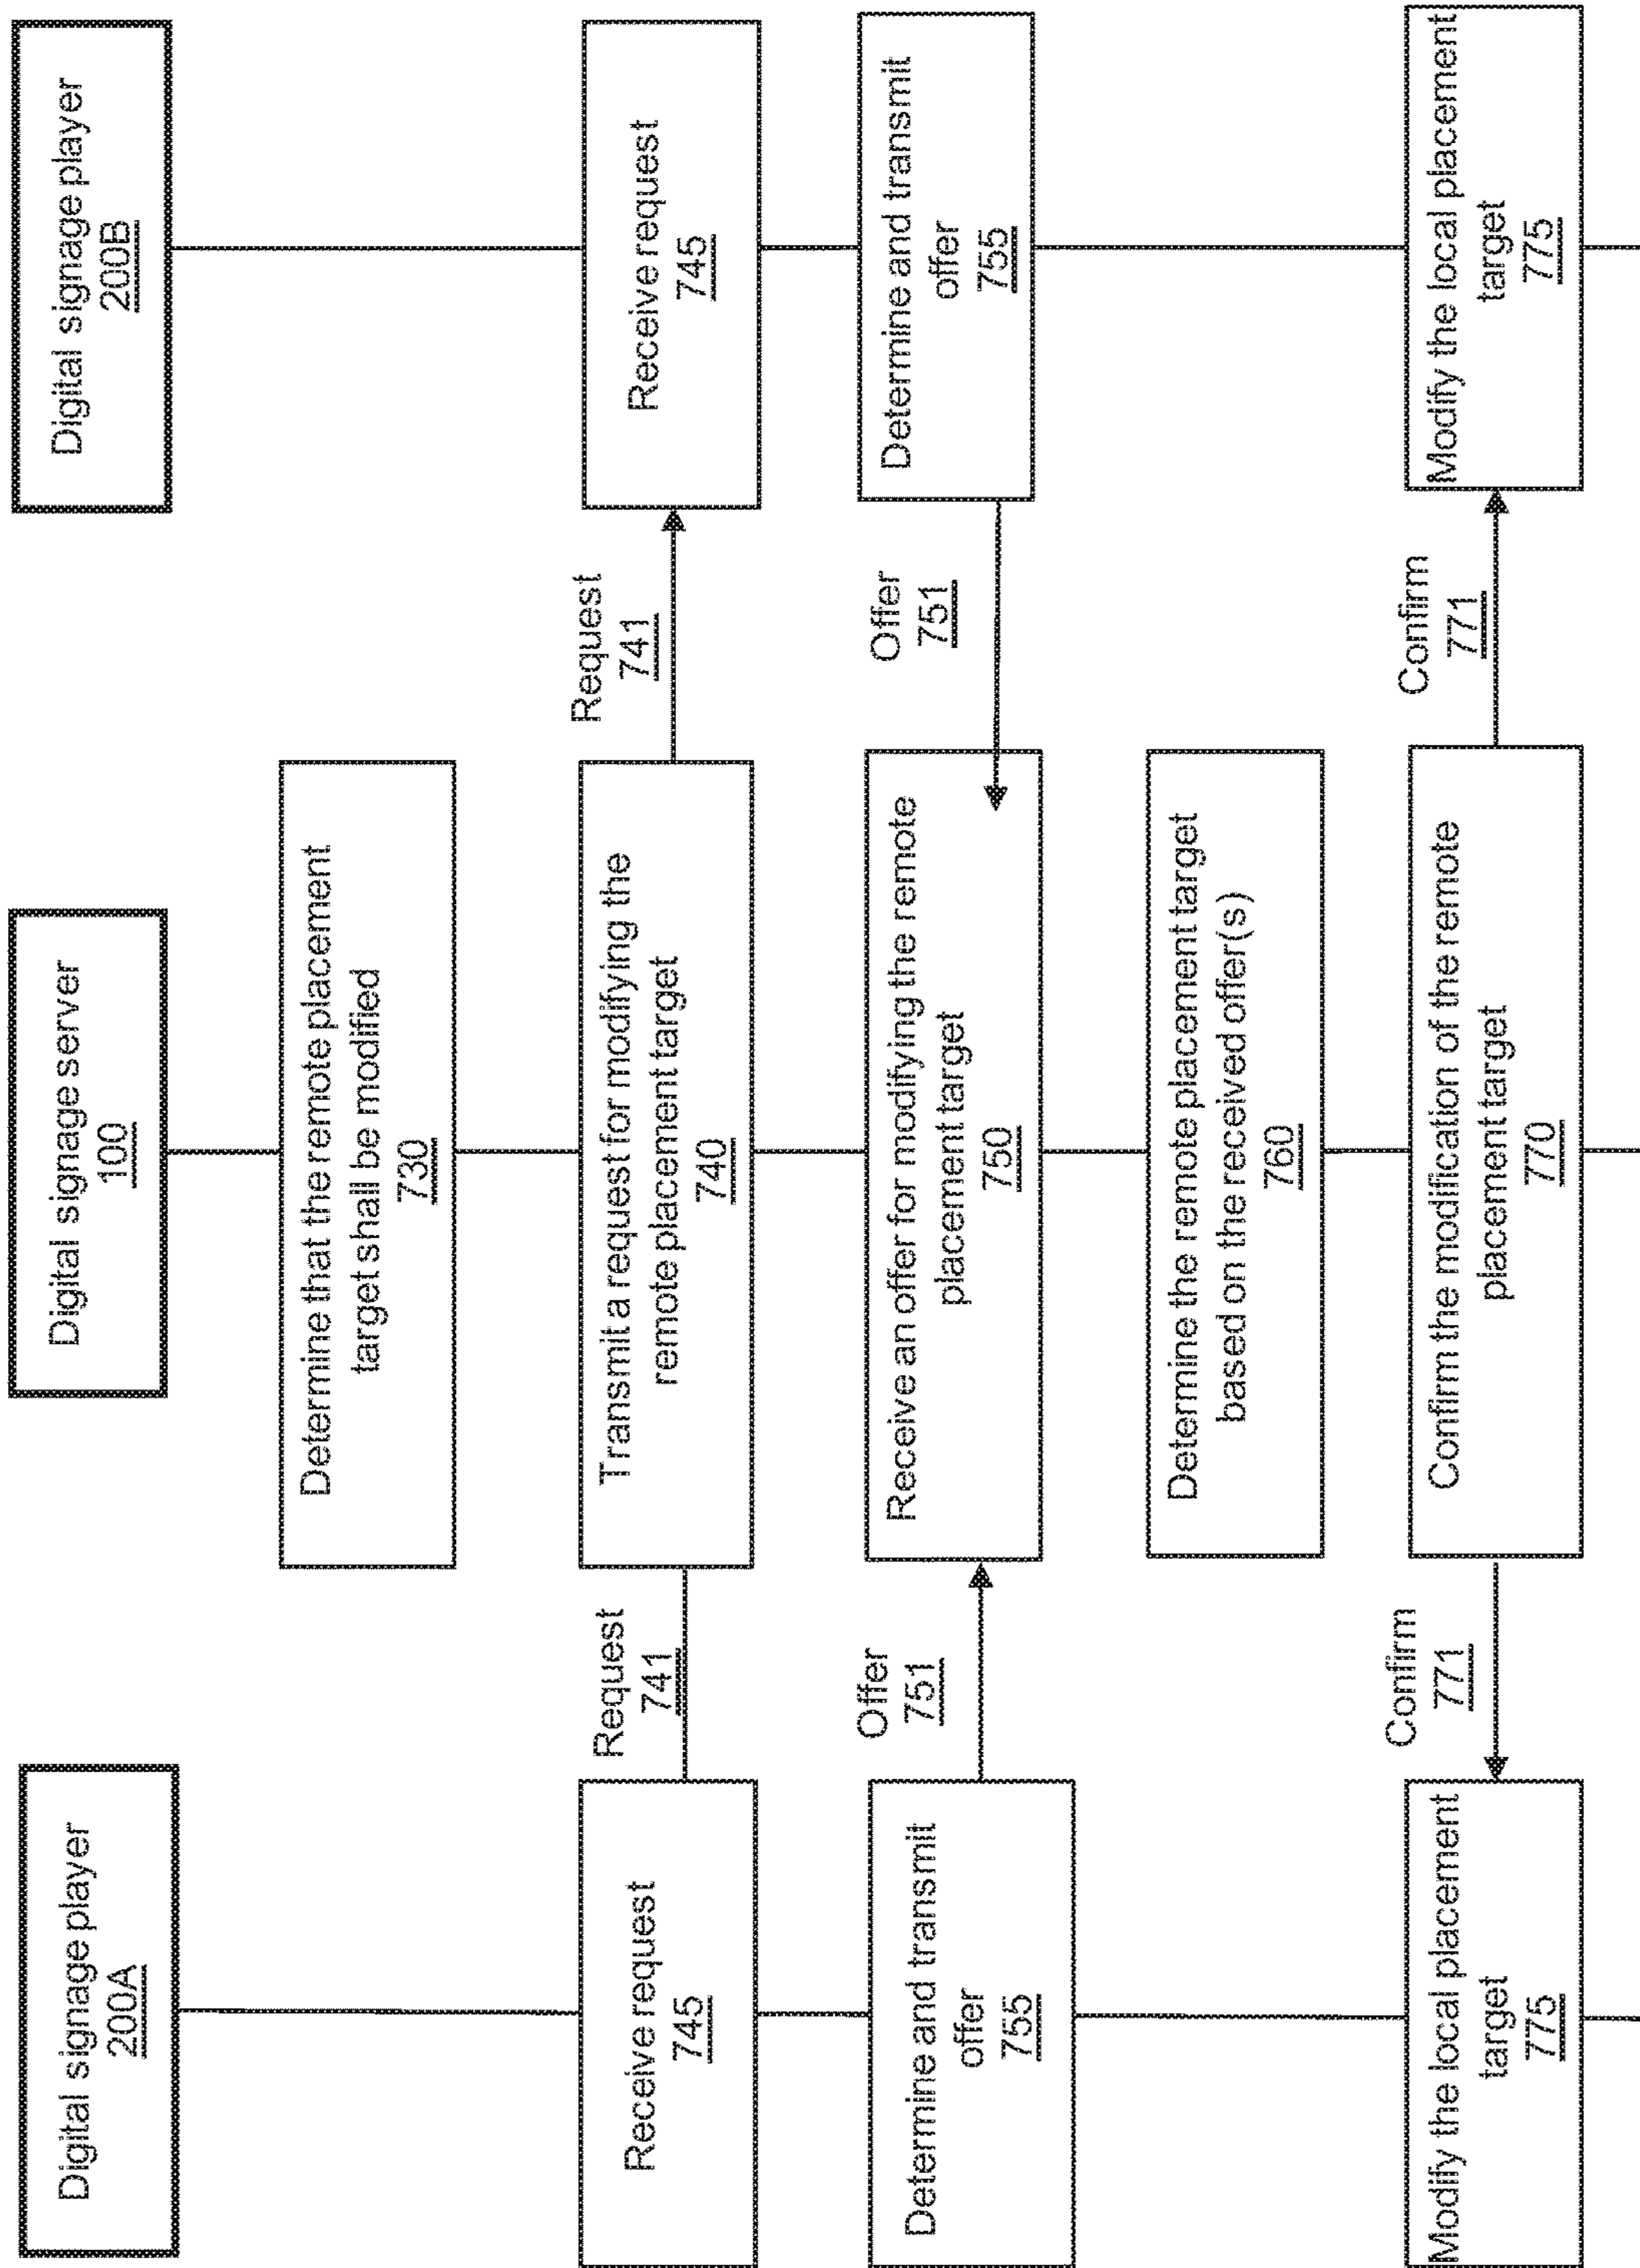 Digital signage player
200A
Digital signage server
100
Digital signage player
200B
Determine that the remote placement
target shall be modified
730
Receive request
745
Request
741
Transmit a request for modifying the
remote placement target
740
Request
741
Receive request
745
Determine and transmit
offer
755
Offer
751
Receive an offer for modifying the remote
placement target
750
Offer
751
Determine and transmit
offer
755
Determine the remote placement target
based on the received offer(s)
760
Modify the local placement
target
775
Confirm
771
Confirm the modification of the remote
placement target
770
Confirm
771
Modify the local placement
target
775